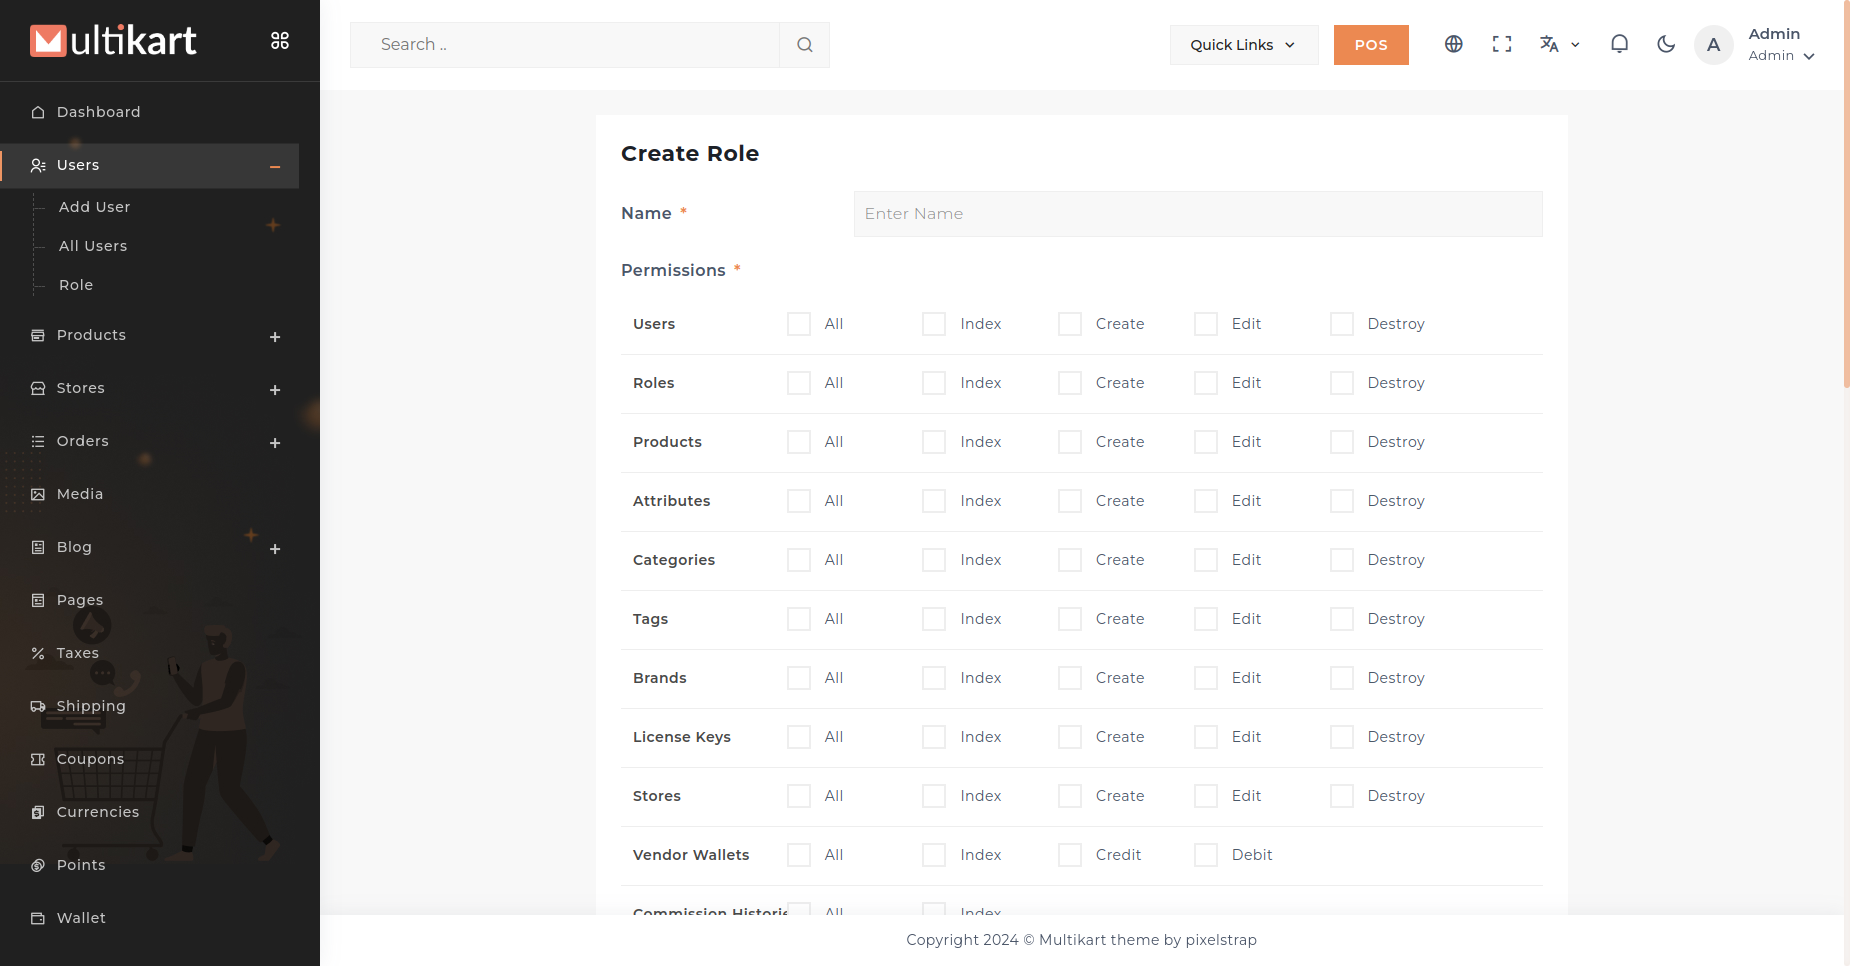 Multikart
Search ..
Quick Links
POS
A
Admin
Admin
Dashboard
Users
Add User
All Users
Role
Products
Stores
Orders
Media
Blog
Pages
Taxes
Shipping
Coupons
Currencies
Points
Wallet
Create Role
Name *
Enter Name
Permissions *
Users All Index Create Edit Destroy
Roles All Index Create Edit Destroy
Products All Index Create Edit Destroy
Attributes All Index Create Edit Destroy
Categories All Index Create Edit Destroy
Tags All Index Create Edit Destroy
Brands All Index Create Edit Destroy
License Keys All Index Create Edit Destroy
Stores All Index Create Edit Destroy
Vendor Wallets All Index Credit Debit
Commission All Index
Copyright 2024 © Multikart theme by pixelstrap